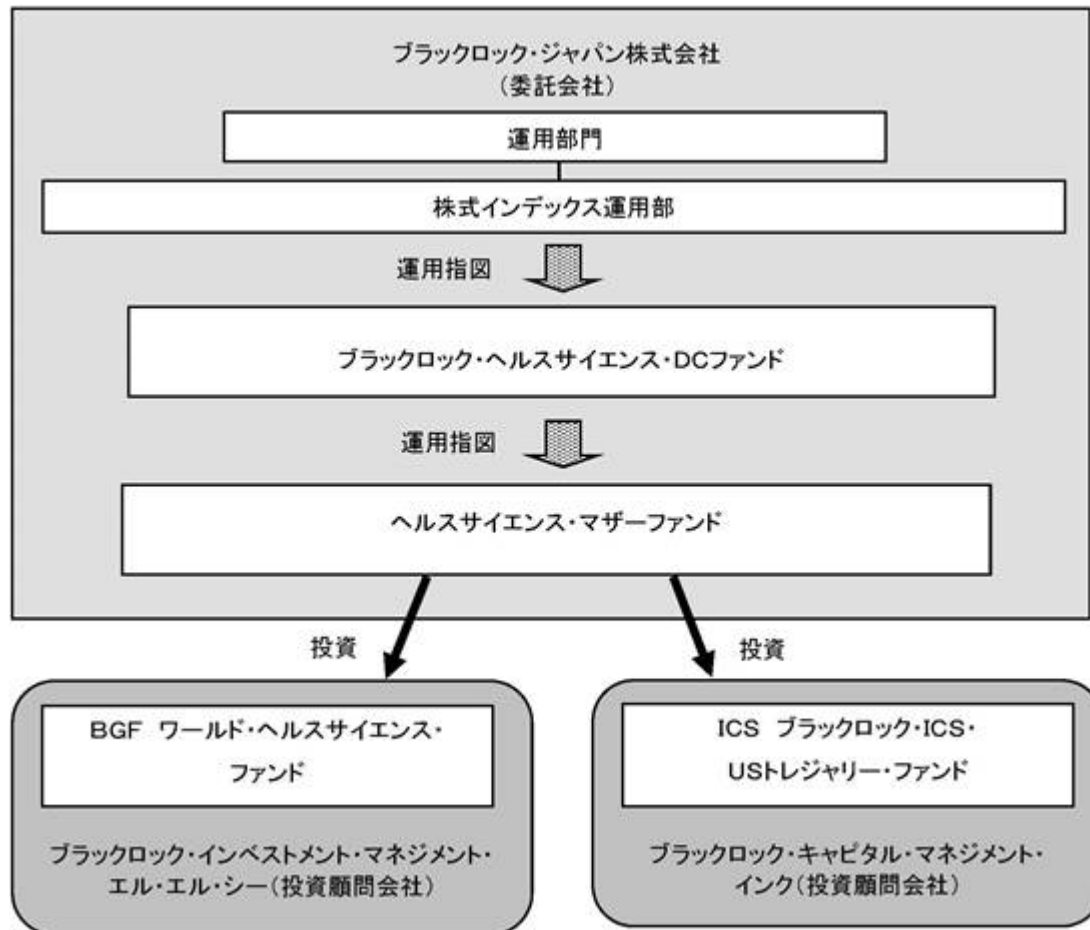 ブラックロック・ジャパン株式会社
（委託会社）
運用部門
株式インデックス運用部
運用指図
ブラックロック・ヘルスサイエンス・DCファンド
運用指図
ヘルスサイエンス・マザーファンド
投資
投資
BGF ワールド・ヘルスサイエンス・
ファンド
ブラックロック・インベストメント・マネジメント・
エル・エル・シー（投資顧問会社）
ICS ブラックロック・ICS・
USトレジャリー・ファンド
ブラックロック・キャピタル・マネジメント・
インク（投資顧問会社）